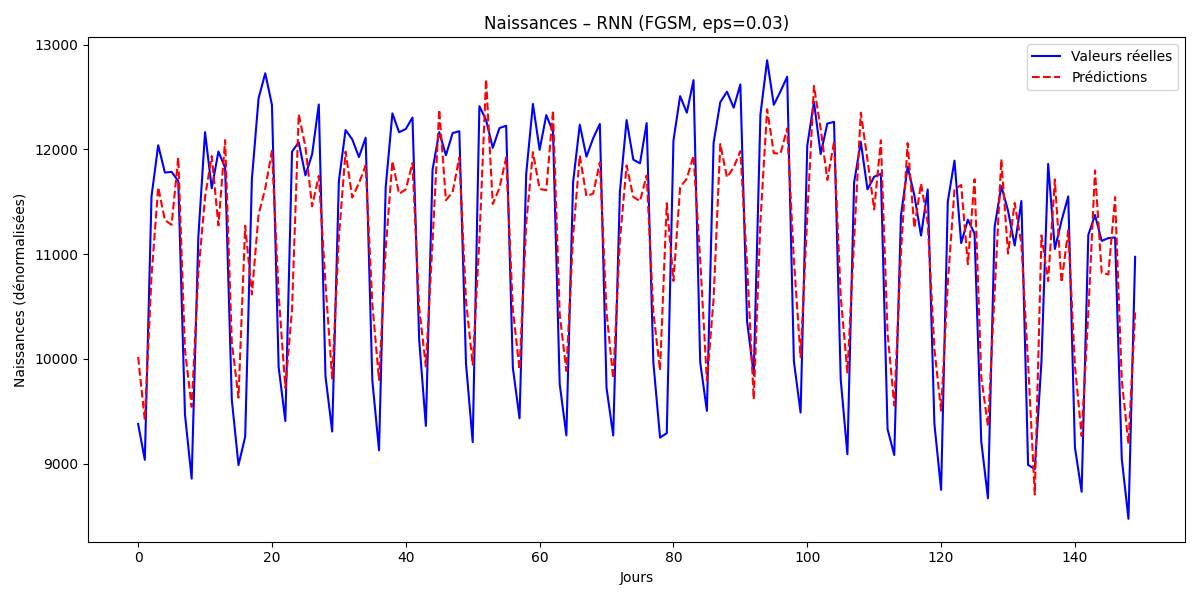 Naissances – RNN (FGSM, eps=0.03)
Valeurs réelles
Prédictions
Naissances (dénormalisées)
13000
12000
11000
10000
9000
0 20 40 60 80 100 120 140
Jours